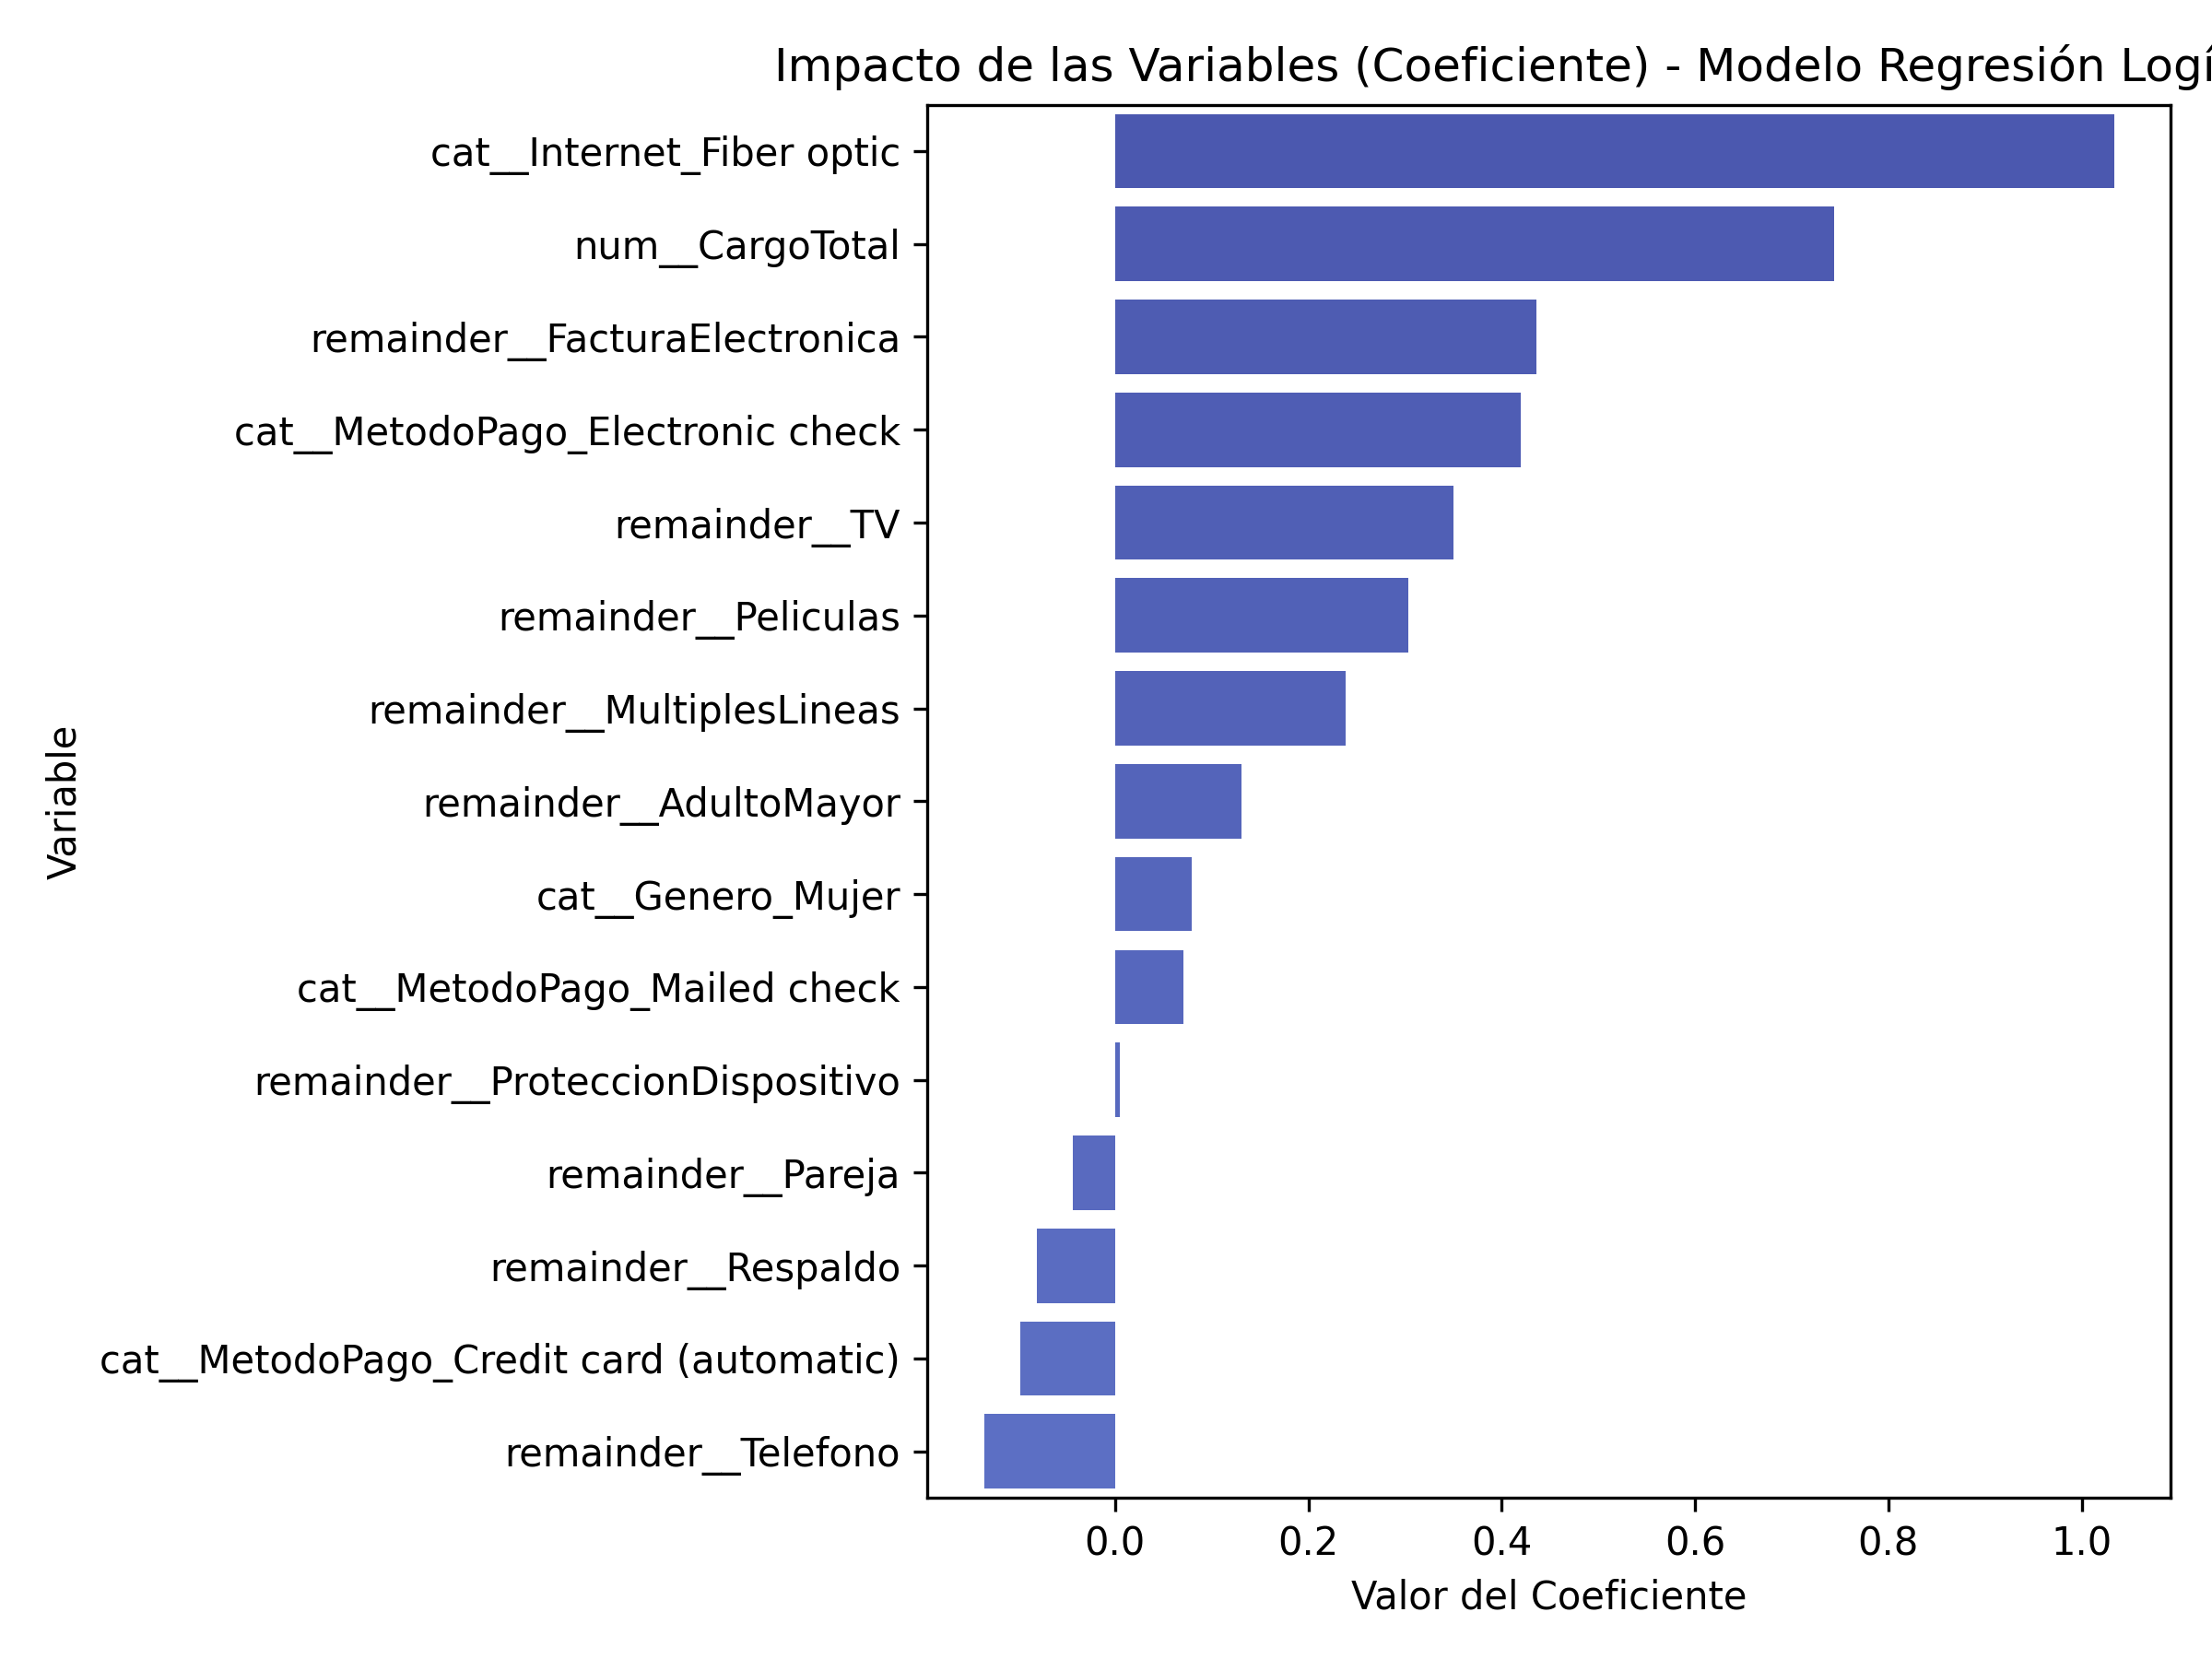 Impacto de las Variables (Coeficiente) - Modelo Regresión Logí
cat__Internet_Fiber optic
num__CargoTotal
remainder__FacturaElectronica
cat__MetodoPago_Electronic check
remainder__TV
remainder__Peliculas
remainder__MultiplesLineas
remainder__AdultoMayor
cat__Genero_Mujer
cat__MetodoPago_Mailed check
remainder__ProteccionDispositivo
remainder__Pareja
remainder__Respaldo
cat__MetodoPago_Credit card (automatic)
remainder__Telefono
Variable
0.0 0.2 0.4 0.6 0.8 1.0
Valor del Coeficiente